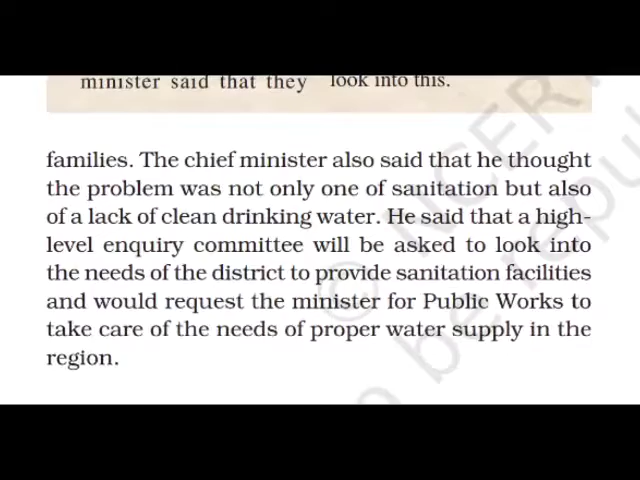 minister said that they look into this.
families. The chief minister also said that he thought
the problem was not only one of sanitation but also
of a lack of clean drinking water. He said that a high-
level enquiry committee will be asked to look into
the needs of the district to provide sanitation facilities
and would request the minister for Public Works to
take care of the needs of proper water supply in the
region.
© NCERT
be repu